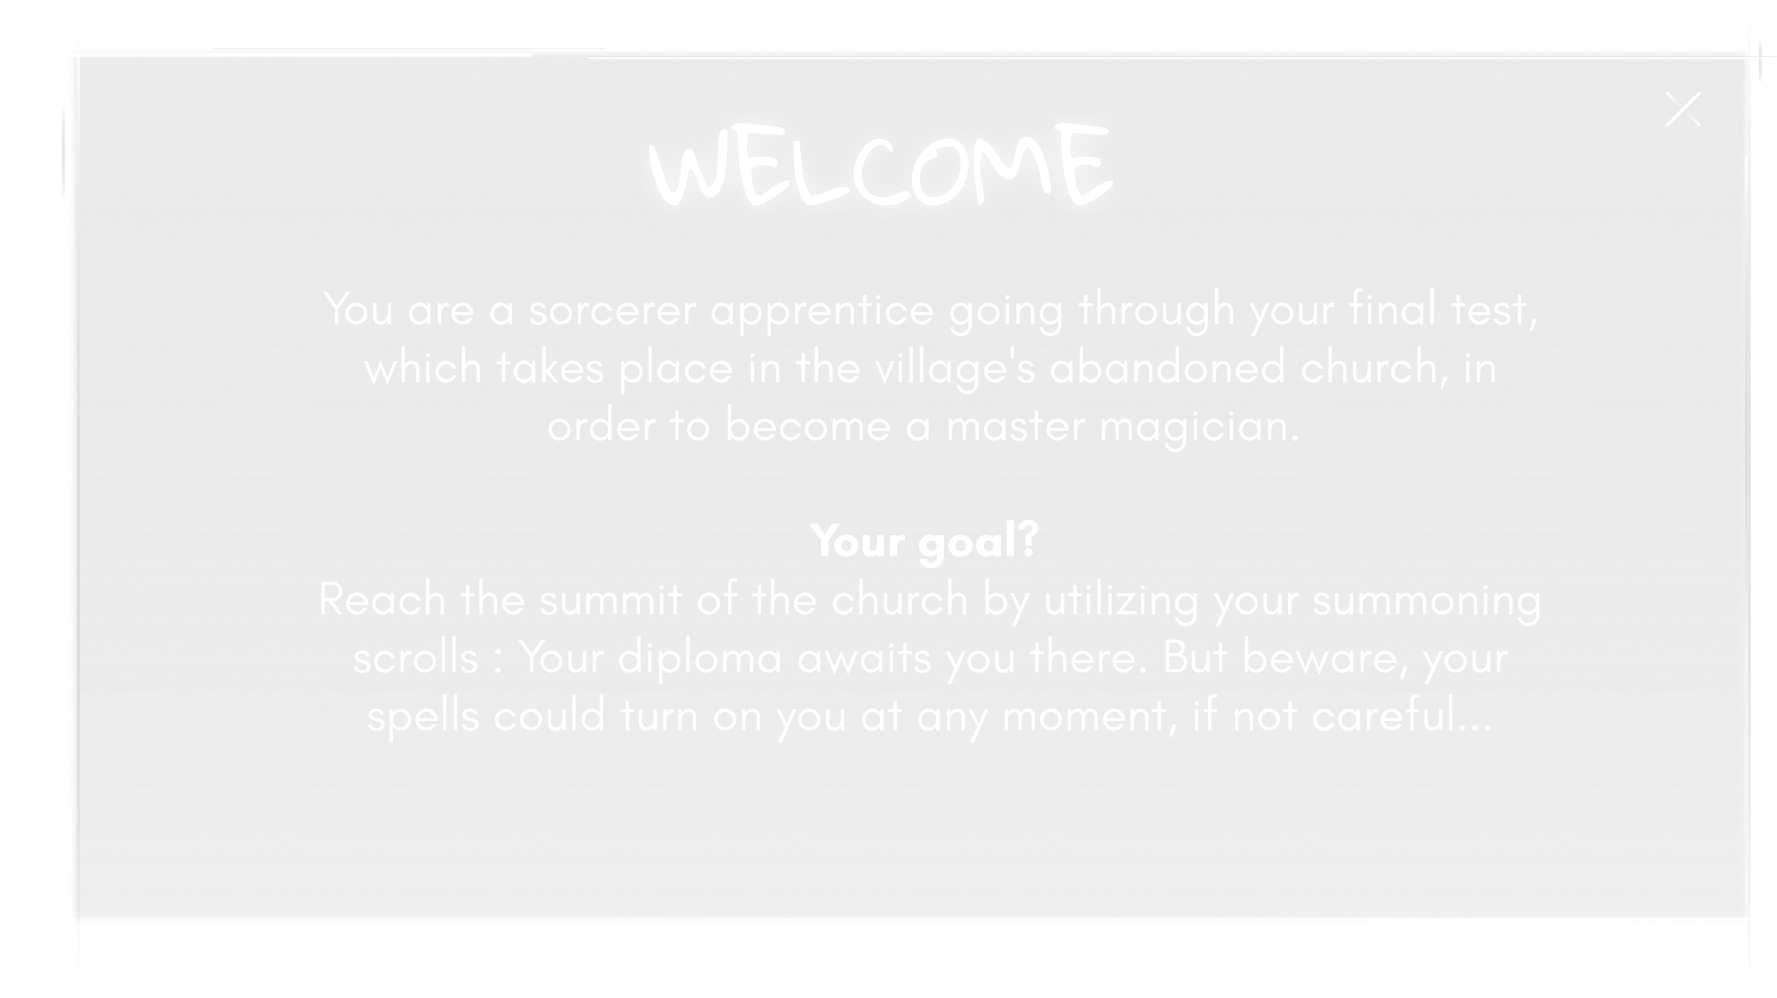 WELCOME
You are a sorcerer apprentice going through your final test,
which takes place in the village's abandoned church, in
order to become a master magician.
Your goal?
Reach the summit of the church by utilizing your summoning
scrolls : Your diploma awaits you there. But beware, your
spells could turn on you at any moment, if not careful...